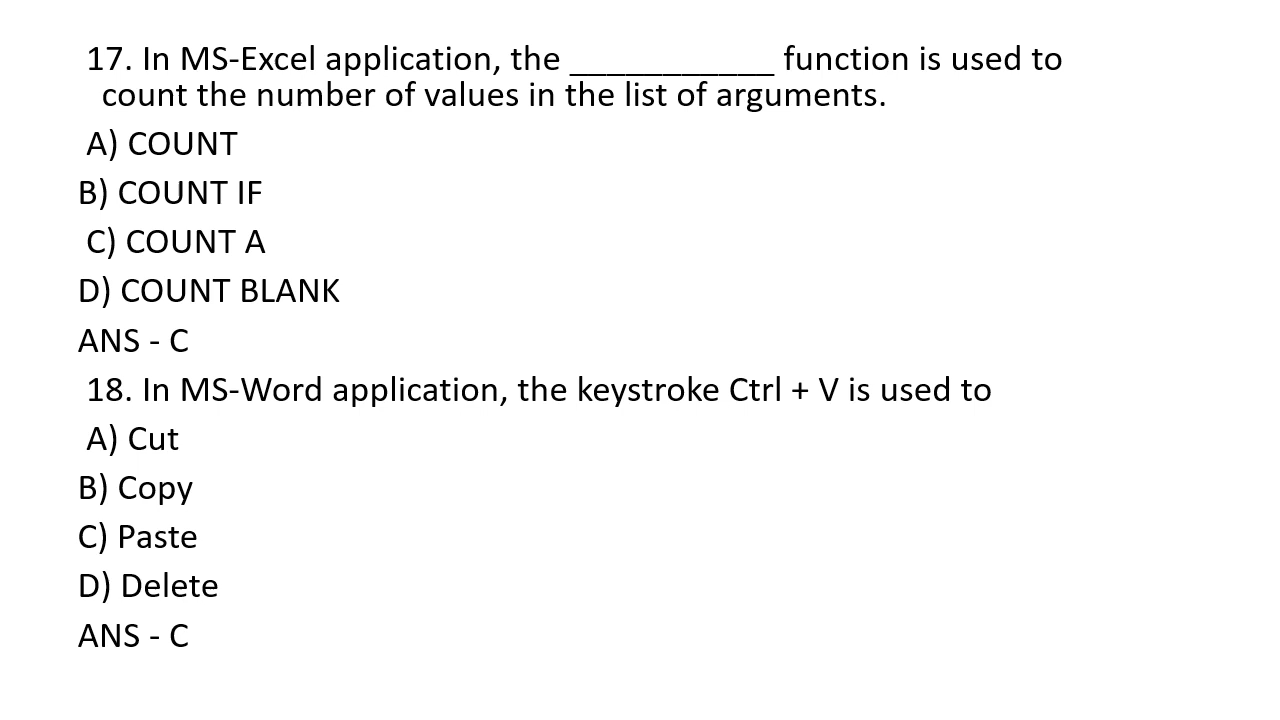 17. In MS-Excel application, the ___________ function is used to
count the number of values in the list of arguments.
A) COUNT
B) COUNT IF
C) COUNT A
D) COUNT BLANK
ANS - C
18. In MS-Word application, the keystroke Ctrl + V is used to
A) Cut
B) Copy
C) Paste
D) Delete
ANS - C